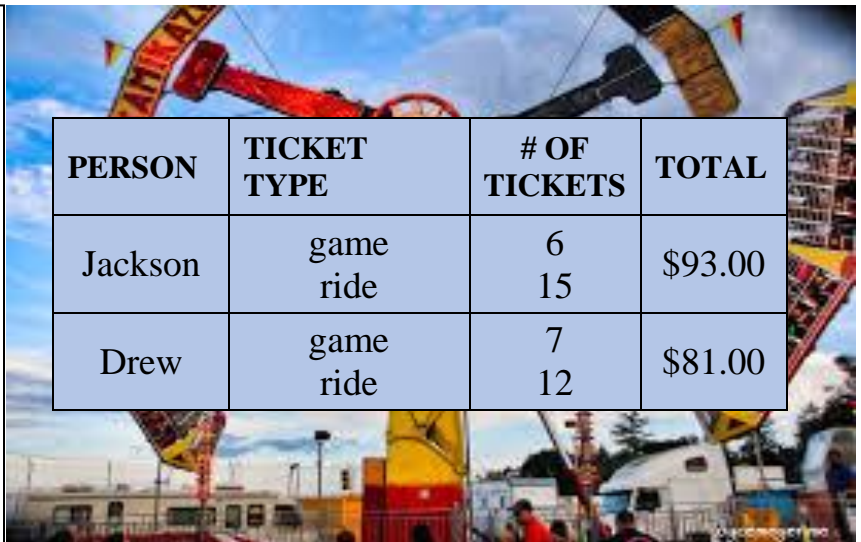 KAMIKAZE
PERSON
TICKET
TYPE
# OF
TICKETS
TOTAL
Jackson
game
ride
6
15
$93.00
Drew
game
ride
7
12
$81.00